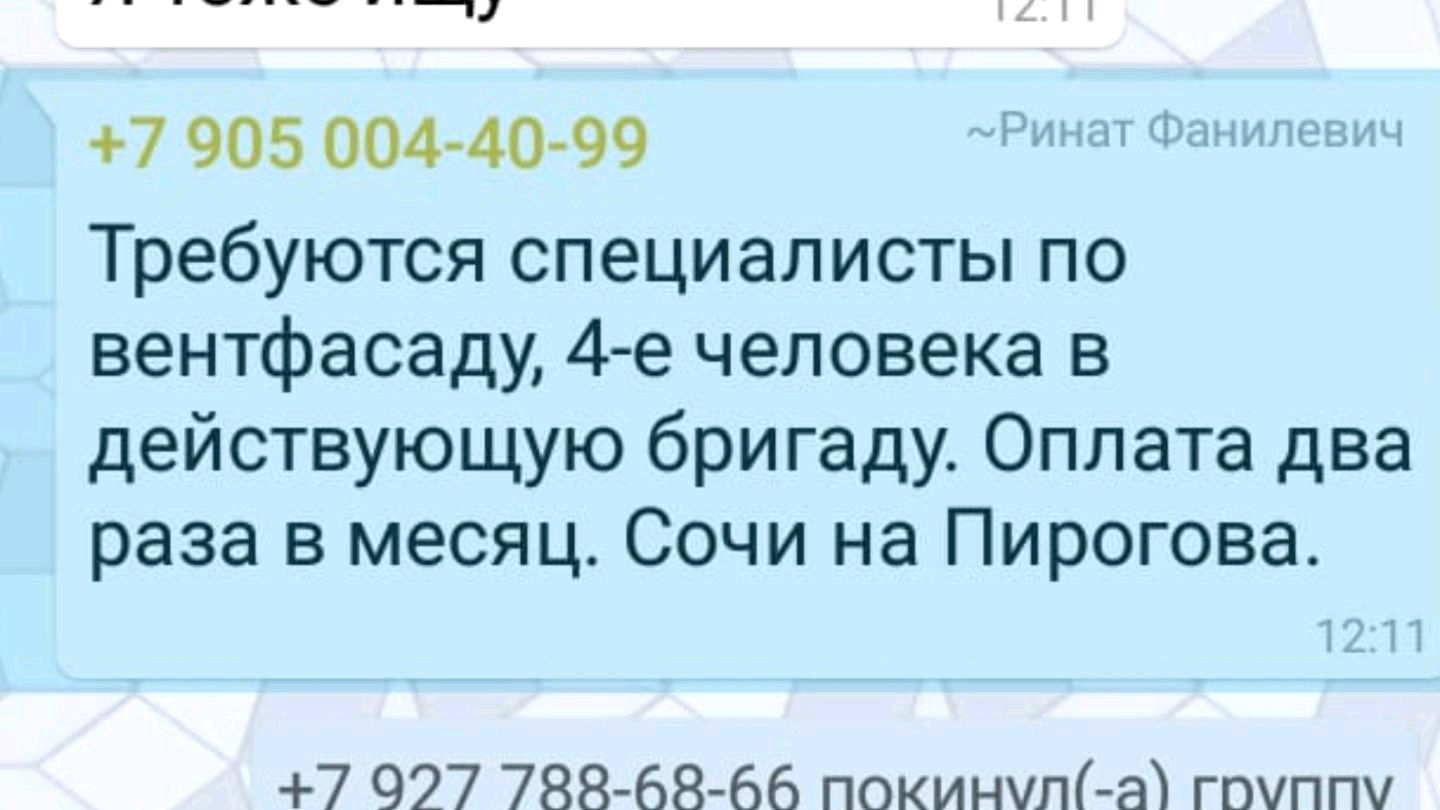 Я тоже ищу
12:11
+7 905 004-40-99
~Ринат Фанилевич
Требуются специалисты по
вентфасаду, 4-е человека в
действующую бригаду. Оплата два
раза в месяц. Сочи на Пирогова.
12:11
+7 927 788-68-66 покинул(-а) группу